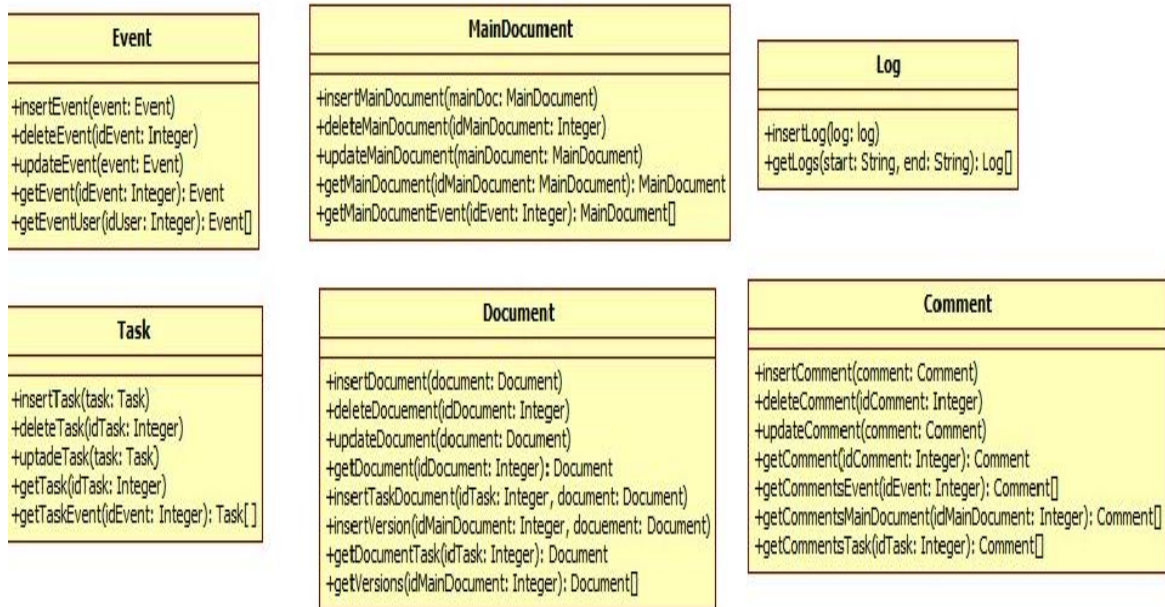 Event
+insertEvent(event: Event)
+deleteEvent(idEvent: Integer)
+updateEvent(event: Event)
+getEvent(idEvent: Integer): Event
+getEventUser(idUser: Integer): Event[]
MainDocument
+insertMainDocument(mainDoc: MainDocument)
+deleteMainDocument(idMainDocument: Integer)
+updateMainDocument(mainDocument: MainDocument)
+getMainDocument(idMainDocument: MainDocument): MainDocument
+getMainDocumentEvent(idEvent: Integer): MainDocument[]
Log
+insertLog(log: log)
+getLogs(start: String, end: String): Log[]
Task
+insertTask(task: Task)
+deleteTask(idTask: Integer)
+uptadeTask(task: Task)
+getTask(idTask: Integer)
+getTaskEvent(idEvent: Integer): Task[ ]
Document
+insertDocument(document: Document)
+deleteDocuement(idDocument: Integer)
+updateDocument(document: Document)
+getDocument(idDocument: Integer): Document
+insertTaskDocument(idTask: Integer, document: Document)
+insertVersion(idMainDocument: Integer, docuement: Document)
+getDocumentTask(idTask: Integer): Document
+getVersions(idMainDocument: Integer): Document[]
Comment
+insertComment(comment: Comment)
+deleteComment(idComment: Integer)
+updateComment(comment: Comment)
+getComment(idComment: Integer): Comment
+getCommentsEvent(idEvent: Integer): Comment[]
+getCommentsMainDocument(idMainDocument: Integer): Comment[]
+getCommentsTask(idTask: Integer): Comment[]